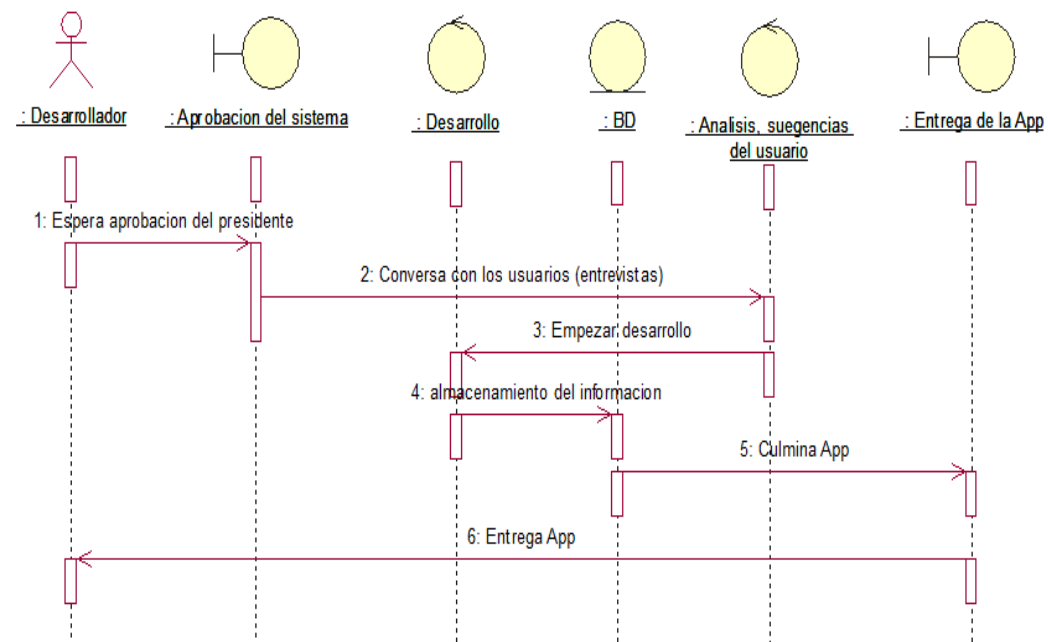 : Desarrollador
: Aprobacion del sistema
: Desarrollo
: BD
: Analisis, suegencias
del usuario
: Entrega de la App
1: Espera aprobacion del presidente
2: Conversa con los usuarios (entrevistas)
3: Empezar desarrollo
4: almacenamiento del informacion
5: Culmina App
6: Entrega App